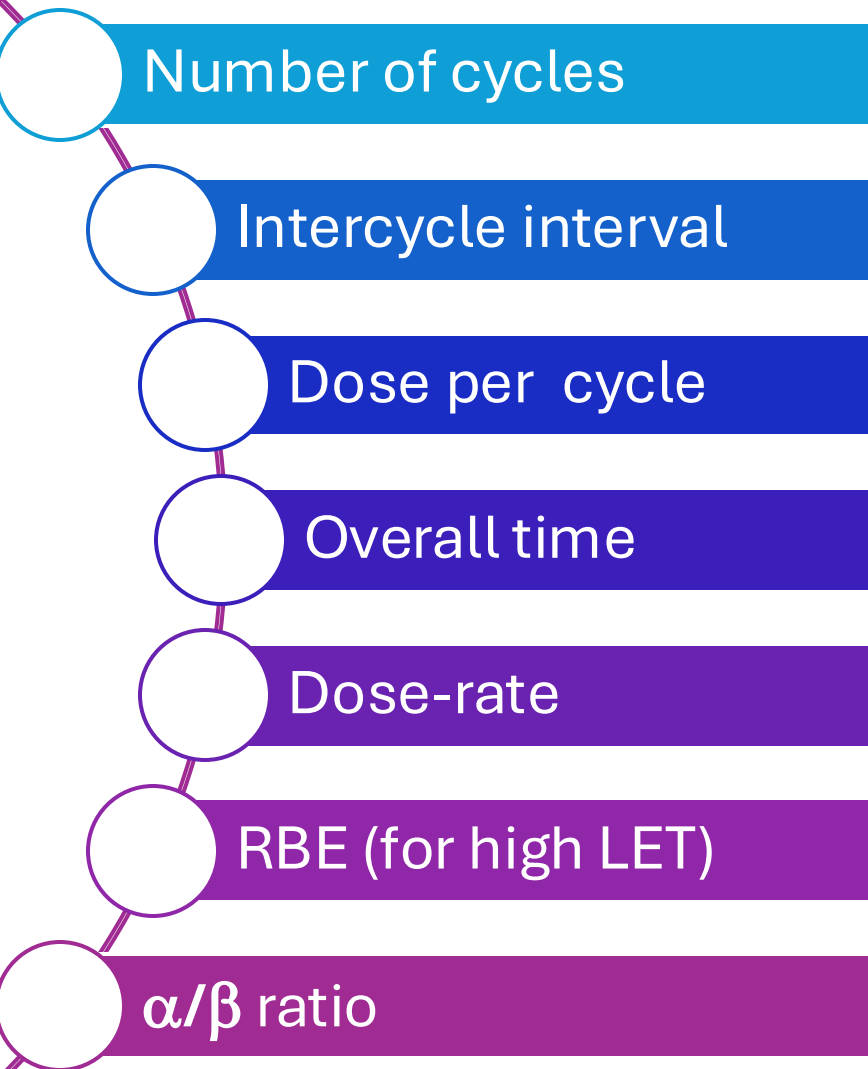 Number of cycles
Intercycle interval
Dose per  cycle
Overall time
Dose-rate
RBE (for high LET)
α/β ratio